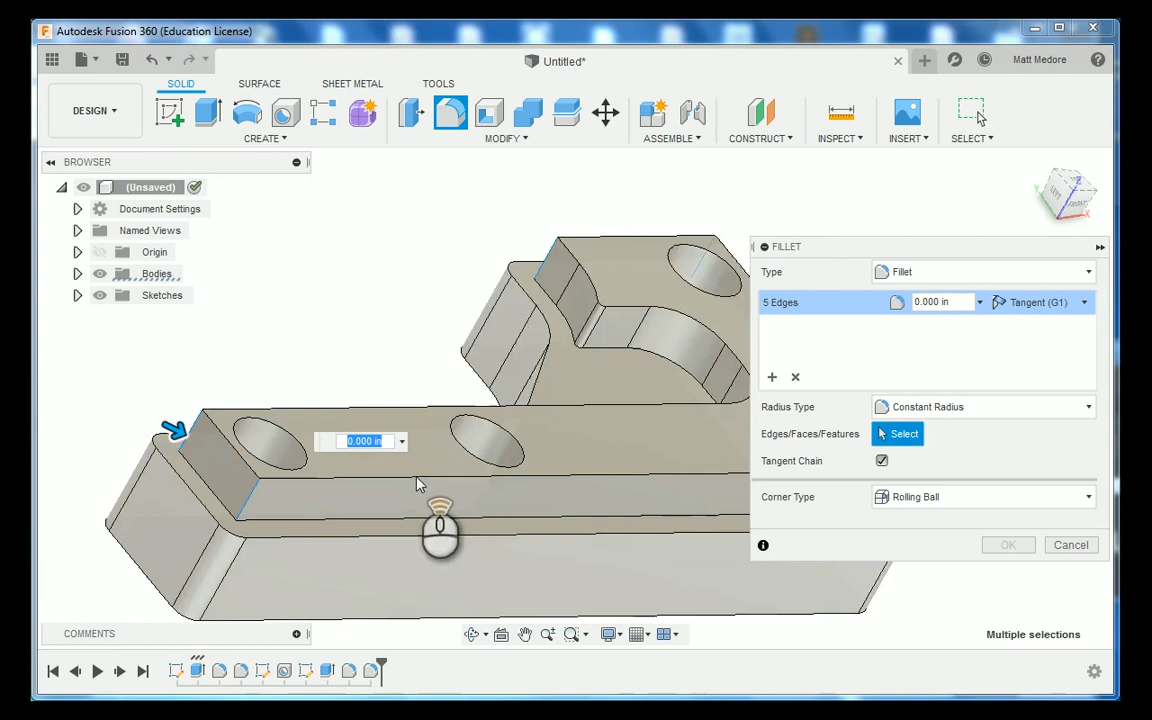 Autodesk Fusion 360 (Education License)
Untitled*
Matt Medore
DESIGN
SOLID
SURFACE
SHEET METAL
TOOLS
CREATE
MODIFY
ASSEMBLE
CONSTRUCT
INSPECT
INSERT
SELECT
BROWSER
(Unsaved)
Document Settings
Named Views
Origin
Bodies
Sketches
LEFT
FRONT
Z
Y
X
0.000 in
FILLET
Type
Fillet
5 Edges
0.000 in
Tangent (G1)
Radius Type
Constant Radius
Edges/Faces/Features
Select
Tangent Chain
Corner Type
Rolling Ball
OK
Cancel
COMMENTS
Multiple selections